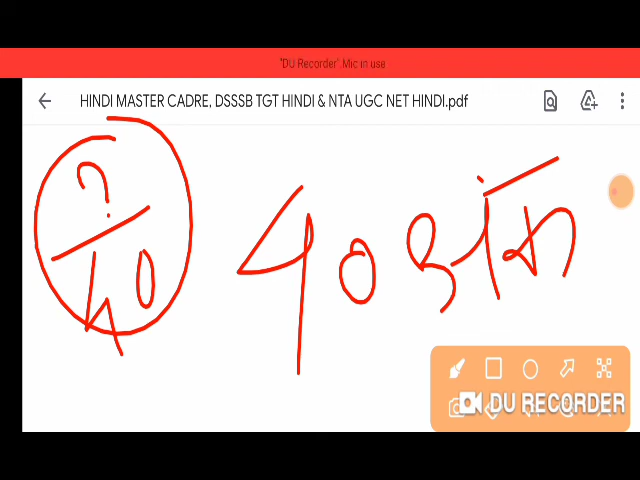 "DU Recorder".Mic in use
HINDI MASTER CADRE, DSSSB TGT HINDI & NTA UGC NET HINDI.pdf
?
40
40 अंक
DU RECORDER